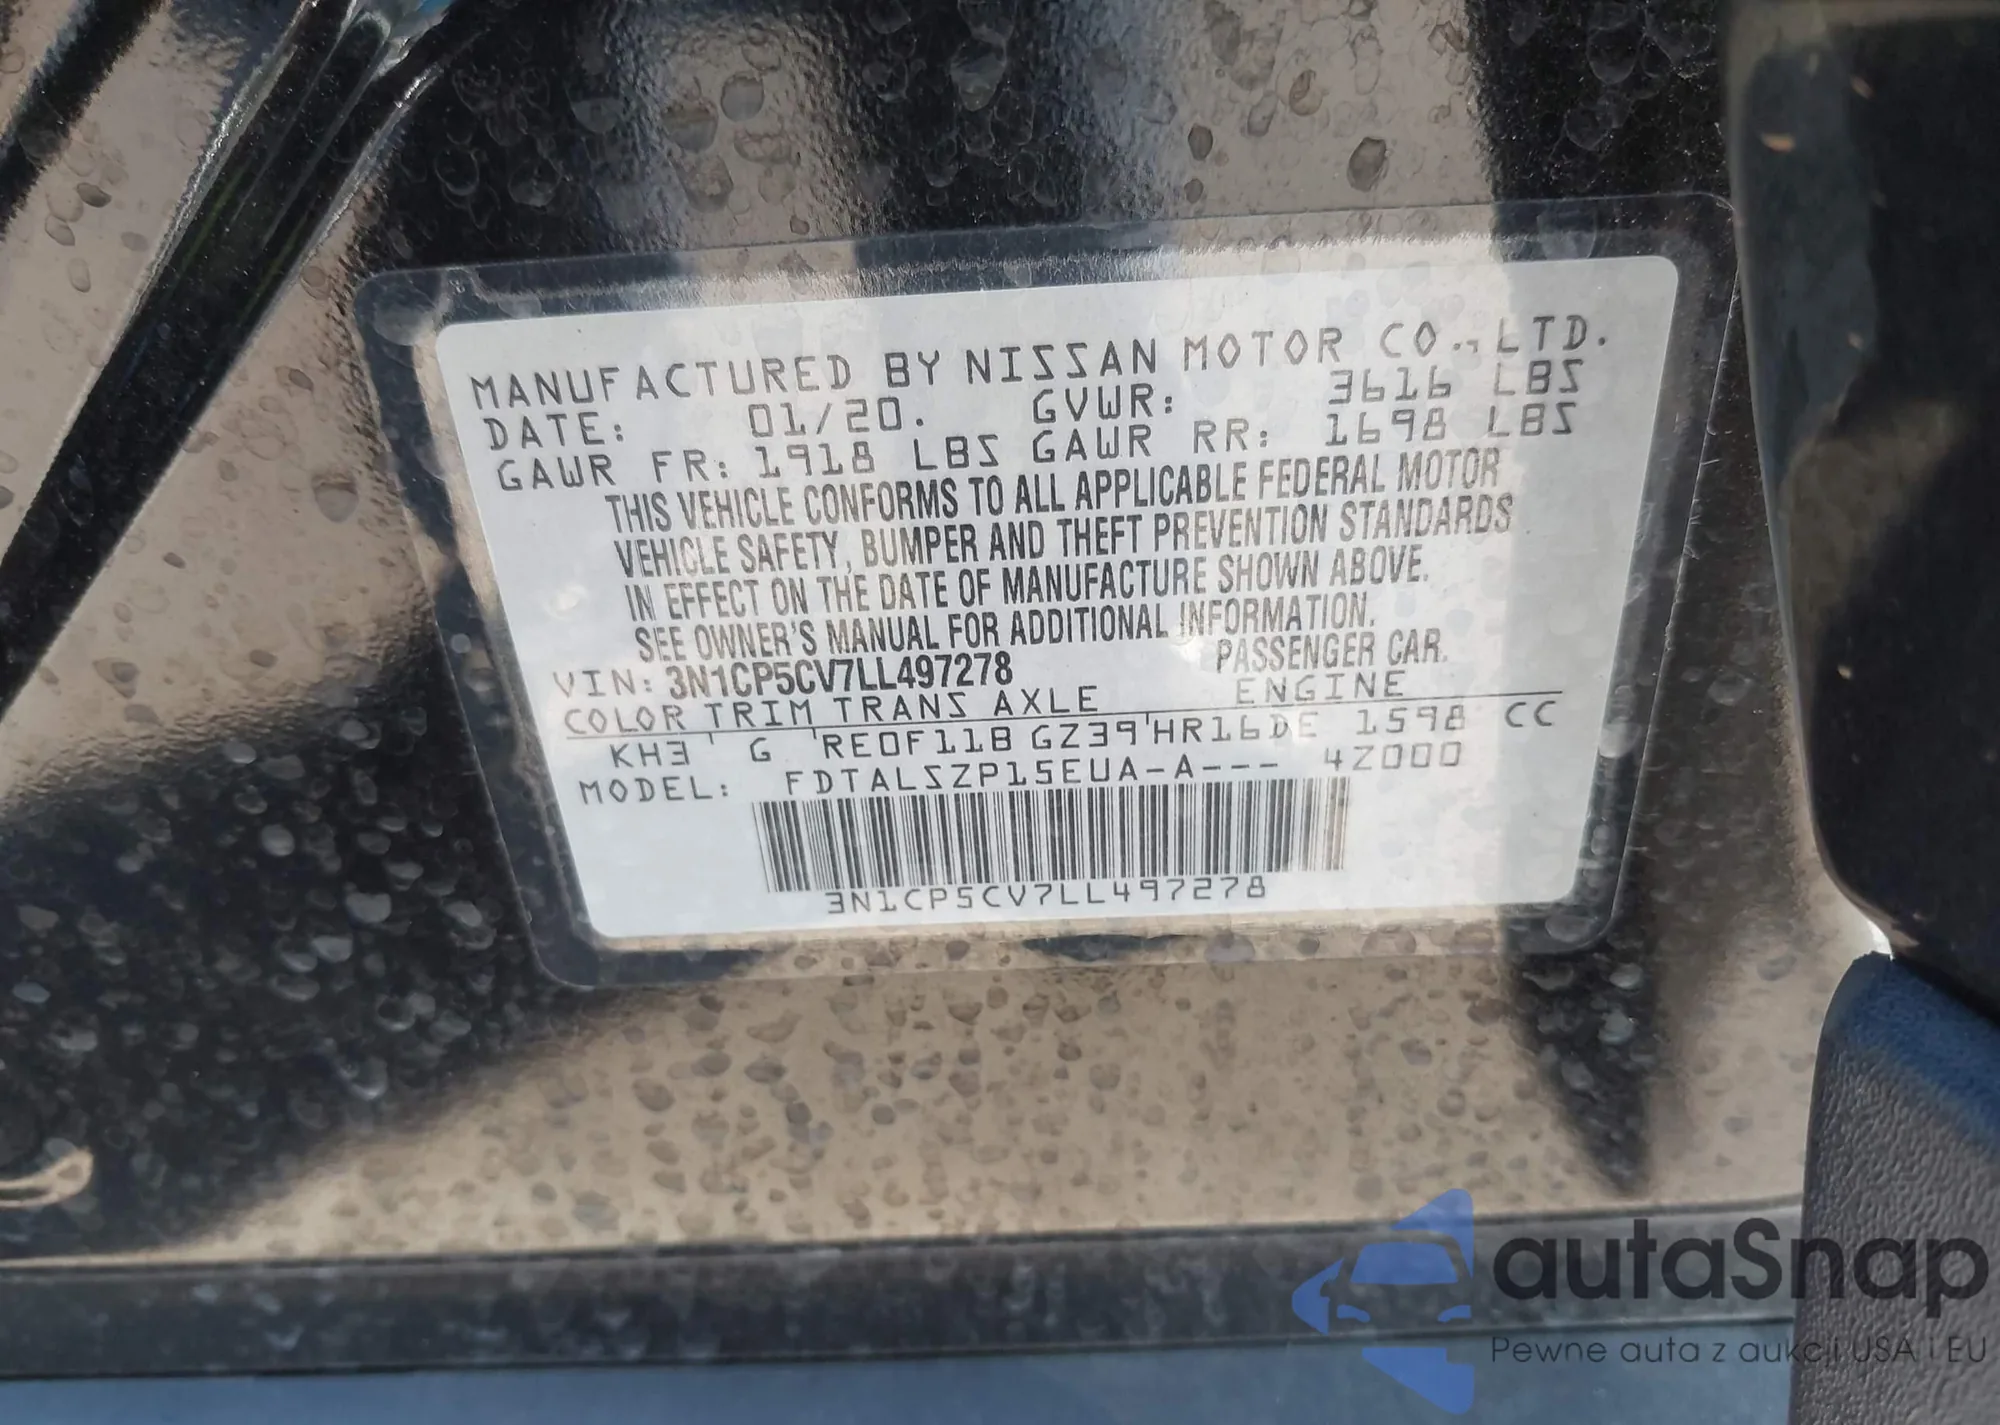 MANUFACTURED BY NISSAN MOTOR CO., LTD.
DATE: 01/20. GVWR: 3616 LBS
GAWR FR: 1918 LBS GAWR RR: 1698 LBS
THIS VEHICLE CONFORMS TO ALL APPLICABLE FEDERAL MOTOR
VEHICLE SAFETY, BUMPER AND THEFT PREVENTION STANDARDS
IN EFFECT ON THE DATE OF MANUFACTURE SHOWN ABOVE.
SEE OWNER'S MANUAL FOR ADDITIONAL INFORMATION.
VIN: 3N1CP5CV7LL497278 PASSENGER CAR.
COLOR TRIM TRANS AXLE ENGINE
KH3 G RE0F11B GZ39 HR16DE 1598 CC
MODEL: FDTALSZP15EUA-A--- 4Z000
3N1CP5CV7LL497278
autaSnap
Pewne auta z aukcji USA i EU